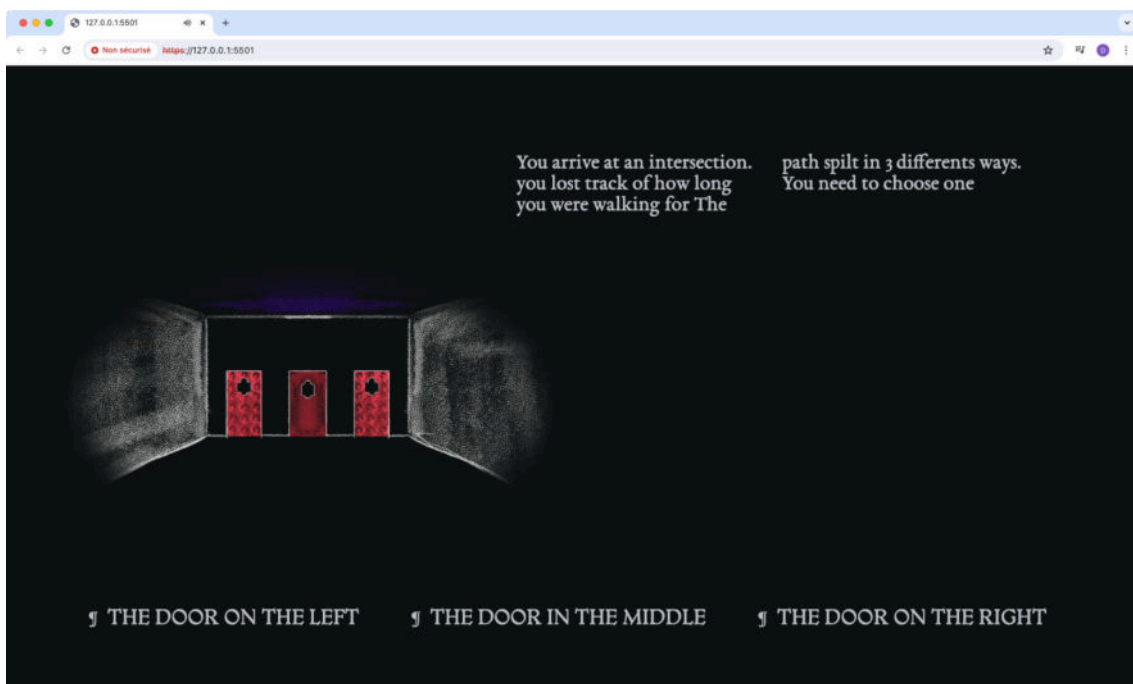 127.0.0.1:5501
Non sécurisé https://127.0.0.1:5501
You arrive at an intersection.
you lost track of how long
you were walking for The
path spilt in 3 differents ways.
You need to choose one
¶ THE DOOR ON THE LEFT
¶ THE DOOR IN THE MIDDLE
¶ THE DOOR ON THE RIGHT